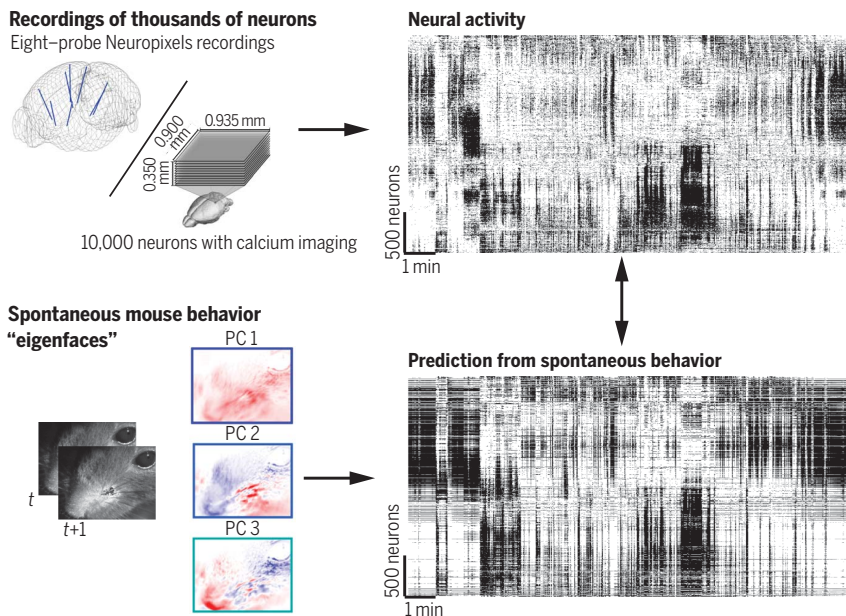 Recordings of thousands of neurons
Eight–probe Neuropixels recordings
0.935 mm
0.900
mm
0.350
mm
10,000 neurons with calcium imaging
Neural activity
500 neurons
1 min
Spontaneous mouse behavior
“eigenfaces”
PC 1
PC 2
PC 3
t
t+1
Prediction from spontaneous behavior
500 neurons
1 min